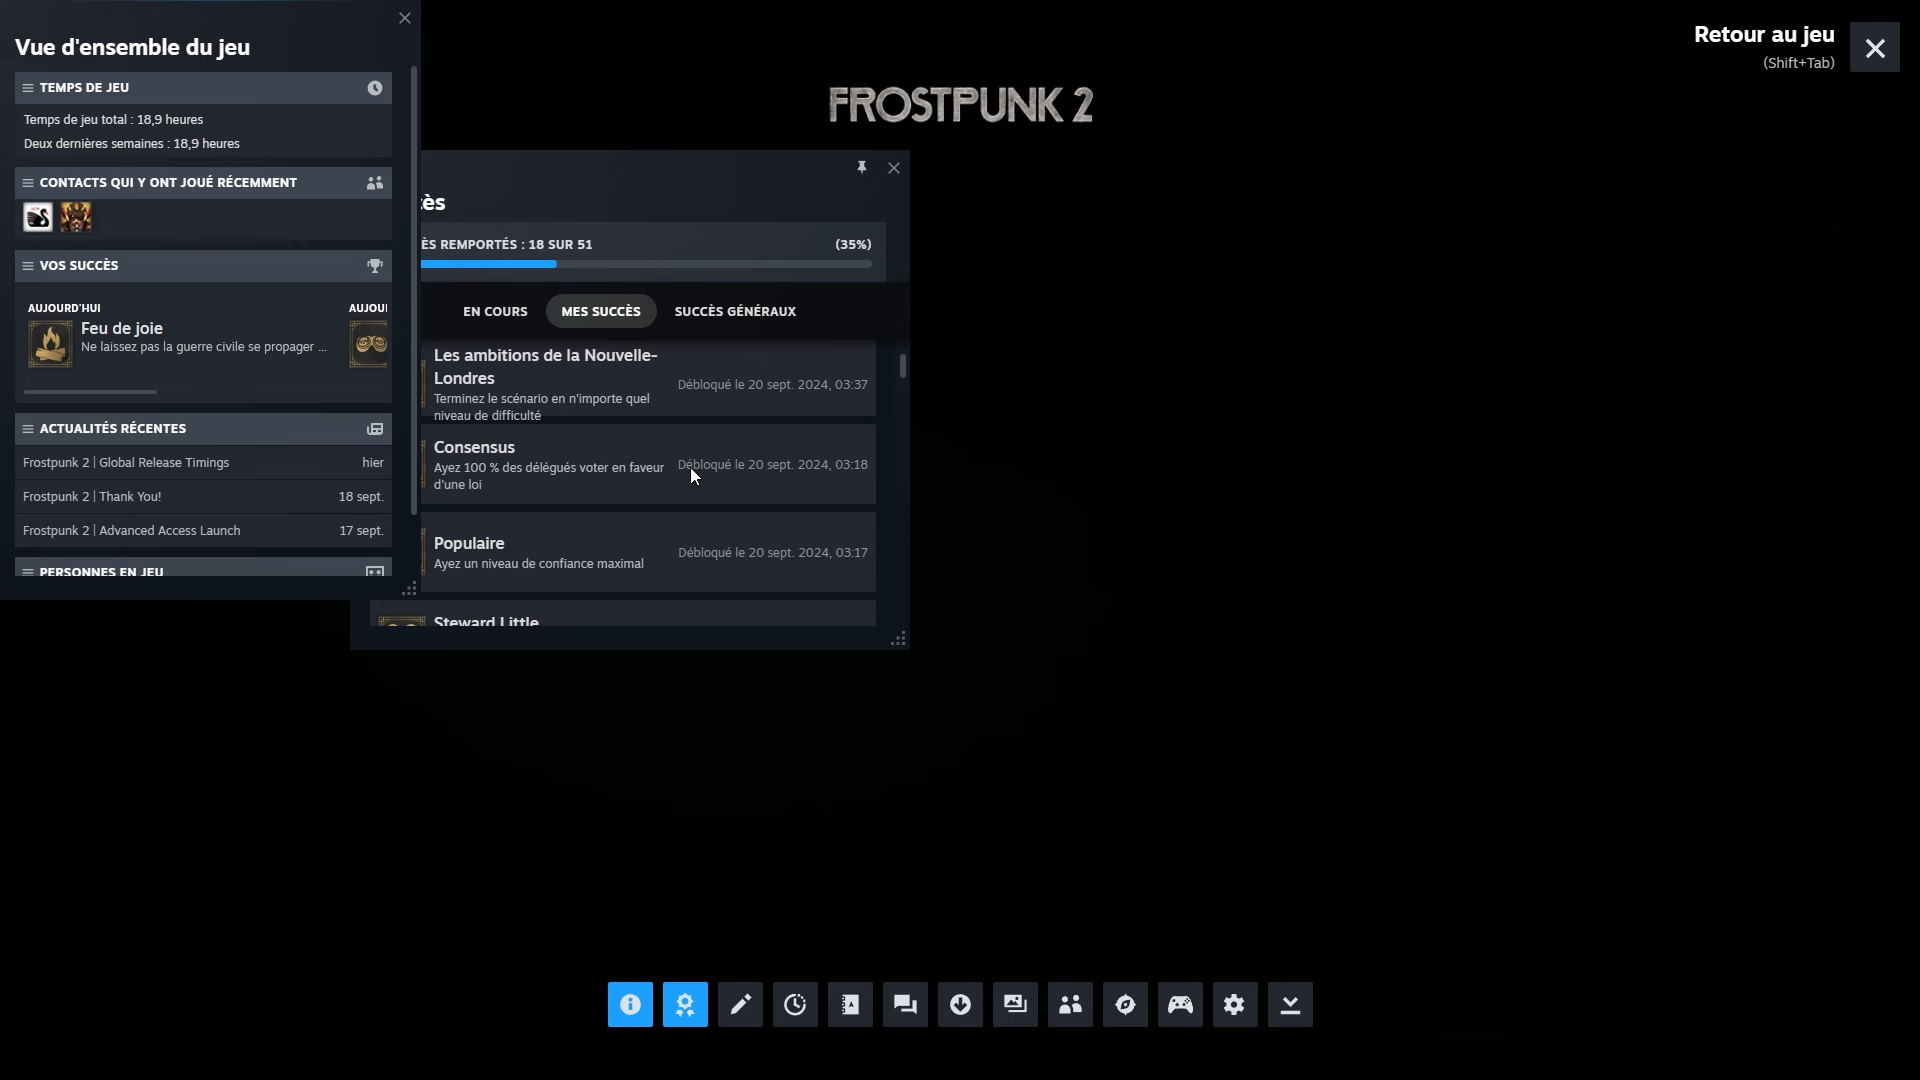 Vue d'ensemble du jeu
TEMPS DE JEU
Temps de jeu total : 18,9 heures
Deux dernières semaines : 18,9 heures
CONTACTS QUI Y ONT JOUÉ RÉCEMMENT
VOS SUCCÈS
AUJOURD'HUI
AUJOU
Feu de joie
Ne laissez pas la guerre civile se propager ...
ACTUALITÉS RÉCENTES
Frostpunk 2 | Global Release Timings hier
Frostpunk 2 | Thank You! 18 sept.
Frostpunk 2 | Advanced Access Launch 17 sept.
PERSONNES EN JEU
FROSTPUNK 2
Retour au jeu
(Shift+Tab)
ès
ÈS REMPORTÉS : 18 SUR 51 (35%)
EN COURS MES SUCCÈS SUCCÈS GÉNÉRAUX
Les ambitions de la Nouvelle-
Londres
Terminez le scénario en n'importe quel
niveau de difficulté
Débloqué le 20 sept. 2024, 03:37
Consensus
Ayez 100 % des délégués voter en faveur
d'une loi
Débloqué le 20 sept. 2024, 03:18
Populaire
Ayez un niveau de confiance maximal
Débloqué le 20 sept. 2024, 03:17
Steward Little